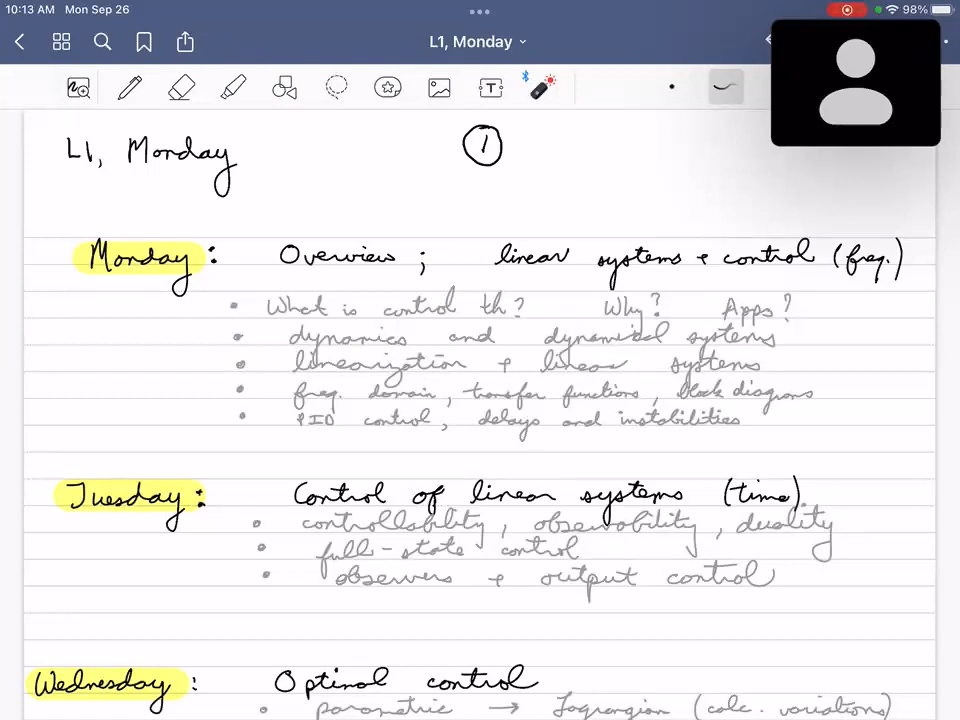 10:13 AM Mon Sep 26
98%
L1, Monday
L1, Monday 1
Monday: Overview; linear systems + control (freq.)
• What is control th? Why? Apps?
• dynamics and dynamical systems
• linearization + linear systems
• freq. domain, transfer functions, block diagrams
• PID control, delays and instabilities
Tuesday: Control of linear systems (time)
• controllability, observability, duality
• full-state control
• observers + output control
Wednesday: Optimal control
• parametric → Lagrangian (calc. variations)